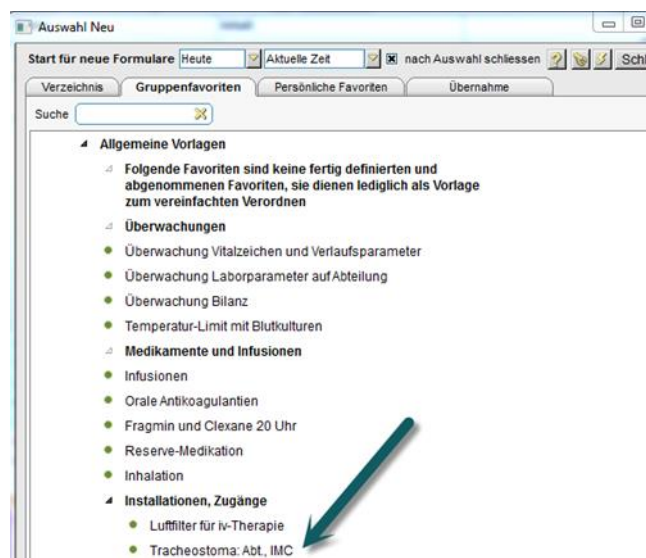 Auswahl Neu
Start für neue Formulare Heute Aktuelle Zeit nach Auswahl schliessen
Verzeichnis Gruppenfavoriten Persönliche Favoriten Übernahme
Suche
Allgemeine Vorlagen
Folgende Favoriten sind keine fertig definierten und
abgenommenen Favoriten, sie dienen lediglich als Vorlage
zum vereinfachten Verordnen
Überwachungen
Überwachung Vitalzeichen und Verlaufsparameter
Überwachung Laborparameter auf Abteilung
Überwachung Bilanz
Temperatur-Limit mit Blutkulturen
Medikamente und Infusionen
Infusionen
Orale Antikoagulantien
Fragmin und Clexane 20 Uhr
Reserve-Medikation
Inhalation
Installationen, Zugänge
Luftfilter für iv-Therapie
Tracheostoma: Abt., IMC